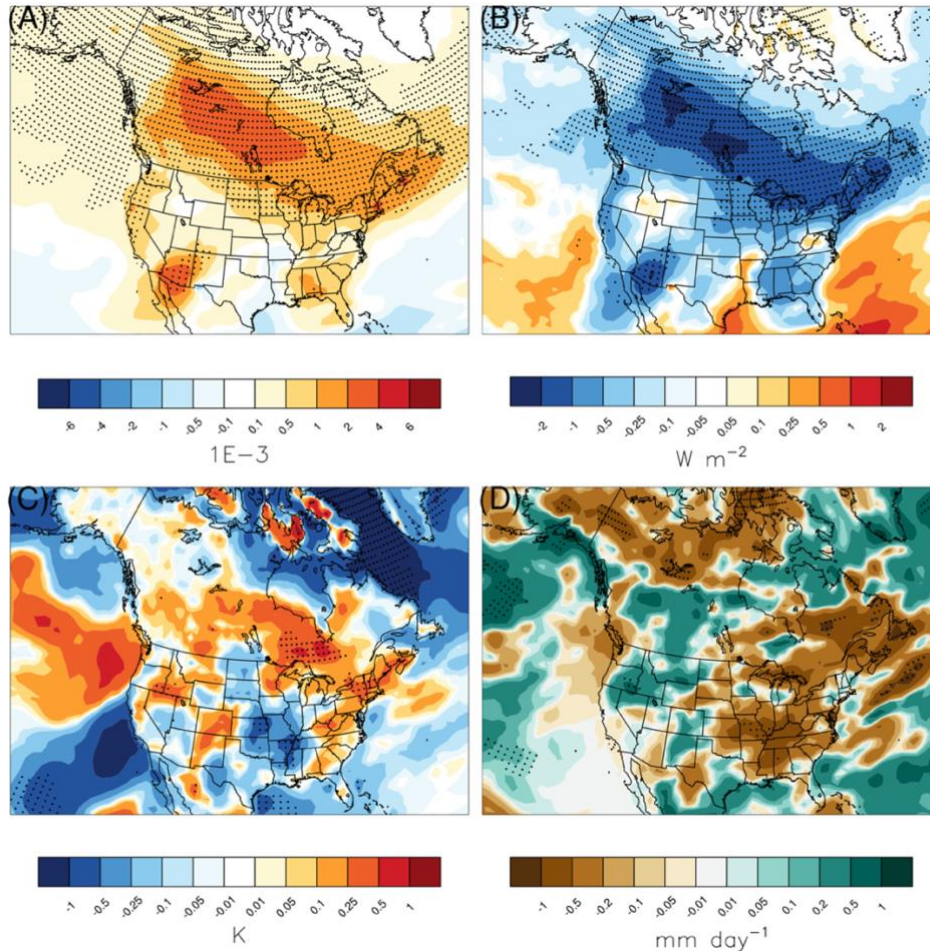 (A) (B)
-6 -4 -2 -1 -0.5 -0.1 0.1 0.5 1 2 4 6
1E-3
-2 -1 -0.5 -0.25 -0.1 -0.05 0.05 0.1 0.25 0.5 1 2
W m⁻²
(C) (D)
-1 -0.5 -0.25 -0.1 -0.05 -0.01 0.01 0.05 0.1 0.25 0.5 1
K
-1 -0.5 -0.2 -0.1 -0.05 -0.01 0.01 0.05 0.1 0.2 0.5 1
mm day⁻¹